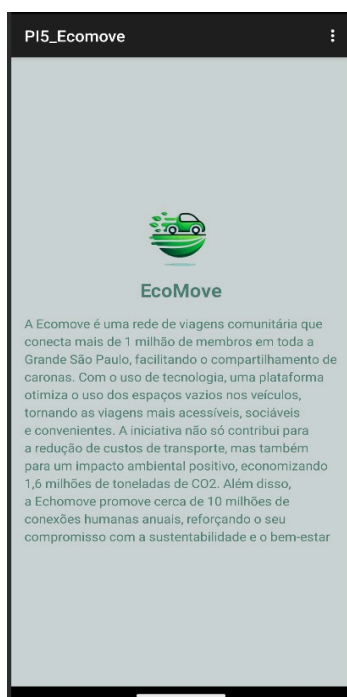 PI5_Ecomove
EcoMove
A Ecomove é uma rede de viagens comunitária que
conecta mais de 1 milhão de membros em toda a
Grande São Paulo, facilitando o compartilhamento de
caronas. Com o uso de tecnologia, uma plataforma
otimiza o uso dos espaços vazios nos veículos,
tornando as viagens mais acessíveis, sociáveis
e convenientes. A iniciativa não só contribui para
a redução de custos de transporte, mas também
para um impacto ambiental positivo, economizando
1,6 milhões de toneladas de CO2. Além disso,
a Echomove promove cerca de 10 milhões de
conexões humanas anuais, reforçando o seu
compromisso com a sustentabilidade e o bem-estar